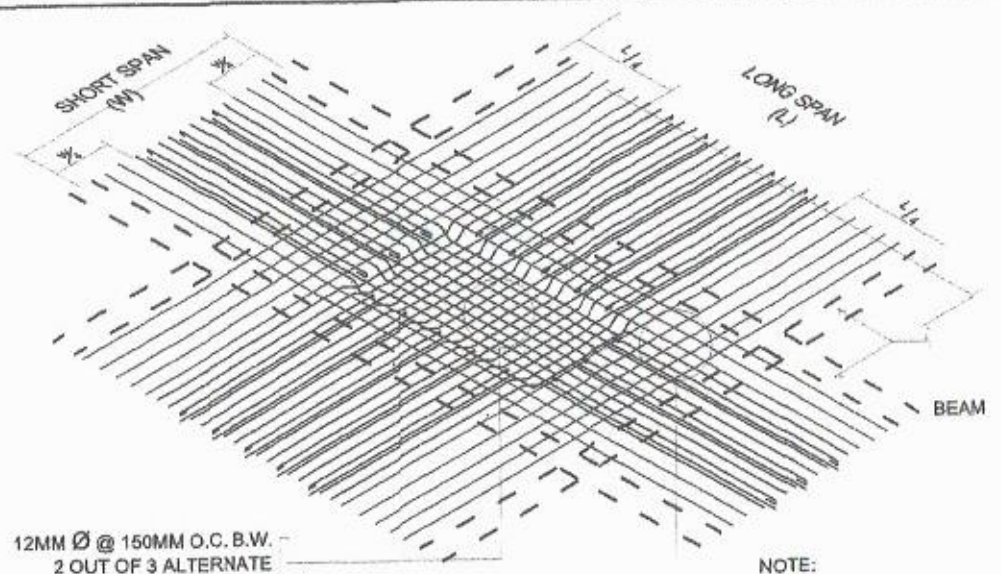 SHORT SPAN
(W)
L/4
LONG SPAN
(L)
L/4
BEAM
12MM Ø @ 150MM O.C. B.W.
2 OUT OF 3 ALTERNATE
NOTE: